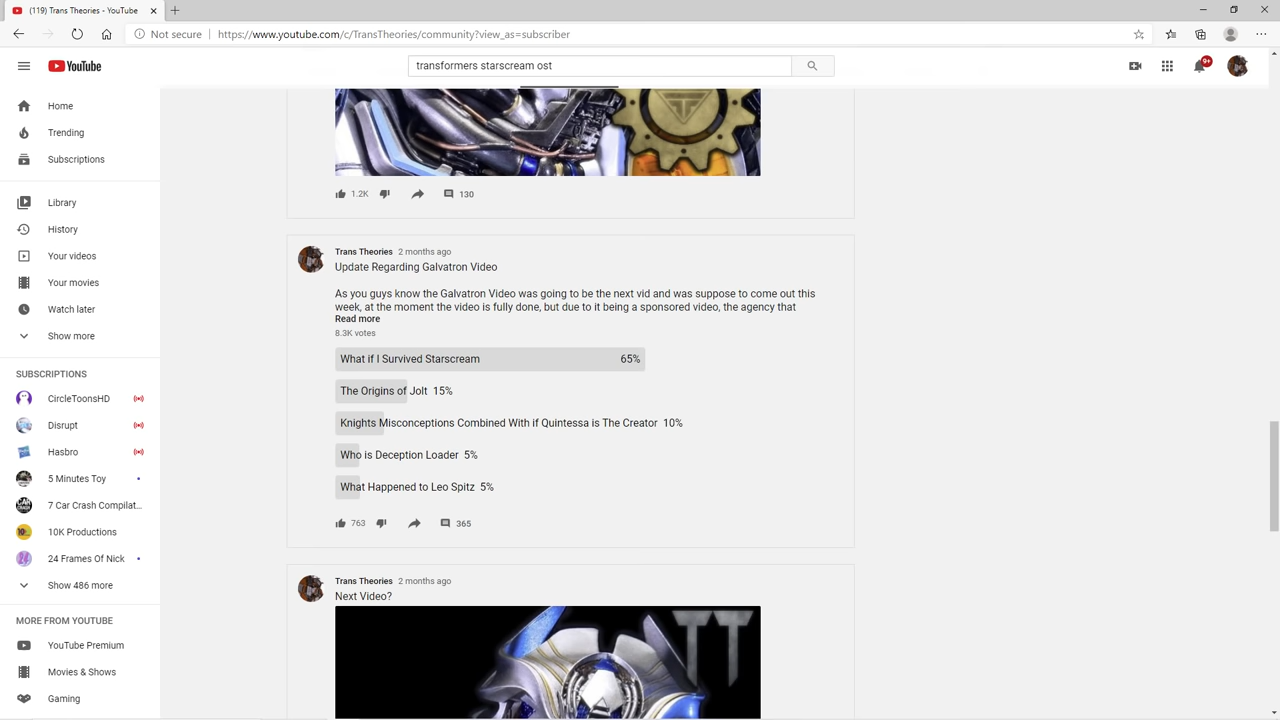 (119) Trans Theories - YouTube
Not secure
https://www.youtube.com/c/TransTheories/community?view_as=subscriber
YouTube
transformers starscream ost
9+
Home
Trending
Subscriptions
Library
History
Your videos
Your movies
Watch later
Show more
SUBSCRIPTIONS
CircleToonsHD
Disrupt
Hasbro
5 Minutes Toy
7 Car Crash Compilat...
10K Productions
24 Frames Of Nick
Show 486 more
MORE FROM YOUTUBE
YouTube Premium
Movies & Shows
Gaming
1.2K
130
Trans Theories 2 months ago
Update Regarding Galvatron Video
As you guys know the Galvatron Video was going to be the next vid and was suppose to come out this
week, at the moment the video is fully done, but due to it being a sponsored video, the agency that
Read more
8.3K votes
What if I Survived Starscream 65%
The Origins of Jolt 15%
Knights Misconceptions Combined With if Quintessa is The Creator 10%
Who is Deception Loader 5%
What Happened to Leo Spitz 5%
763
365
Trans Theories 2 months ago
Next Video?
TT